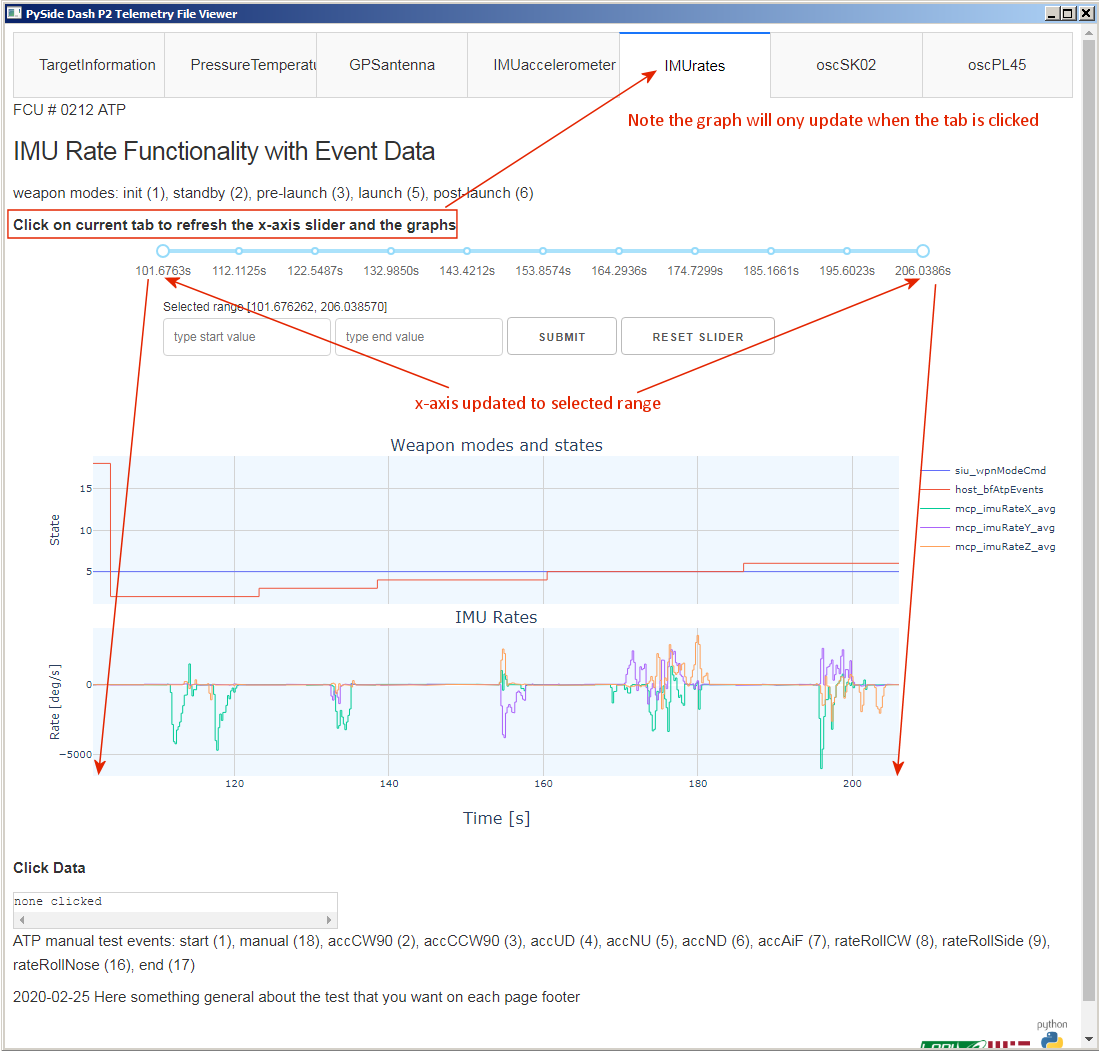 PySide Dash P2 Telemetry File Viewer
TargetInformation
PressureTemperatu
GPSantenna
IMUaccelerometer
IMUrates
oscSK02
oscPL45
FCU # 0212 ATP
Note the graph will ony update when the tab is clicked
IMU Rate Functionality with Event Data
weapon modes: init (1), standby (2), pre-launch (3), launch (5), post-launch (6)
Click on current tab to refresh the x-axis slider and the graphs
101.6763s 112.1125s 122.5487s 132.9850s 143.4212s 153.8574s 164.2936s 174.7299s 185.1661s 195.6023s 206.0386s
Selected range [101.676262, 206.038570]
type start value
type end value
SUBMIT
RESET SLIDER
x-axis updated to selected range
Weapon modes and states
State
15
10
5
siu_wpnModeCmd
host_bfAtpEvents
mcp_imuRateX_avg
mcp_imuRateY_avg
mcp_imuRateZ_avg
IMU Rates
Rate [deg/s]
0
−5000
120 140 160 180 200
Time [s]
Click Data
none clicked
ATP manual test events: start (1), manual (18), accCW90 (2), accCCW90 (3), accUD (4), accNU (5), accND (6), accAiF (7), rateRollCW (8), rateRollSide (9),
rateRollNose (16), end (17)
2020-02-25 Here something general about the test that you want on each page footer
python